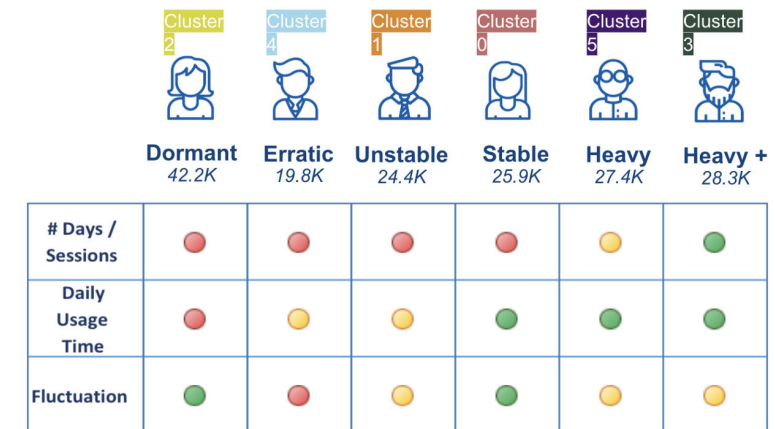 Cluster 2
Cluster 4
Cluster 1
Cluster 0
Cluster 5
Cluster 3
Dormant
Erratic
Unstable
Stable
Heavy
Heavy +
42.2K
19.8K
24.4K
25.9K
27.4K
28.3K
# Days /
Sessions
Daily
Usage
Time
Fluctuation